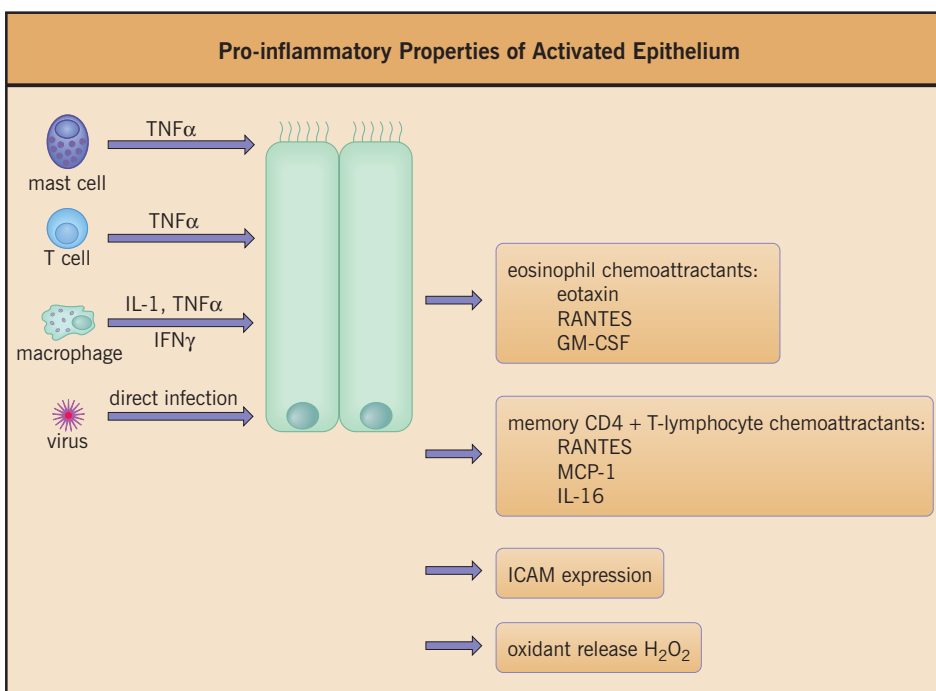 Pro-inflammatory Properties of Activated Epithelium
TNFα
mast cell
TNFα
T cell
IL-1, TNFα
IFNγ
macrophage
direct infection
virus
eosinophil chemoattractants:
eotaxin
RANTES
GM-CSF
memory CD4 + T-lymphocyte chemoattractants:
RANTES
MCP-1
IL-16
ICAM expression
oxidant release H₂O₂